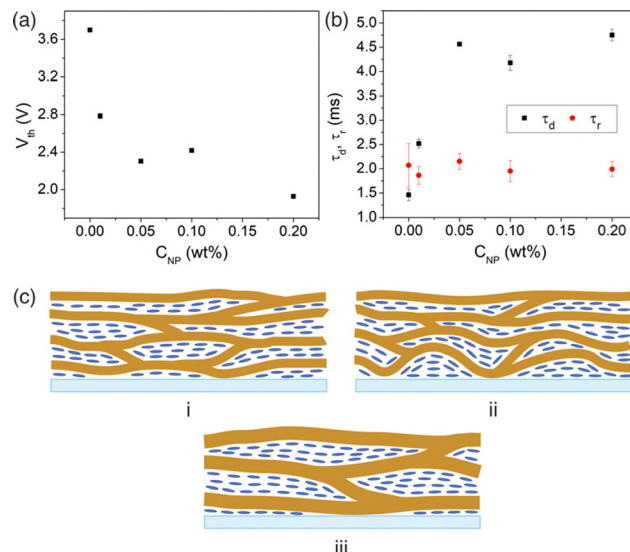 (a)
3.6
3.2
2.8
2.4
2.0
V_th (V)
0.00 0.05 0.10 0.15 0.20
C_NP (wt%)
(b)
5.0
4.5
4.0
3.5
3.0
2.5
2.0
1.5
1.0
τ_d, τ_r (ms)
τ_d
τ_r
0.00 0.05 0.10 0.15 0.20
C_NP (wt%)
(c)
i
ii
iii